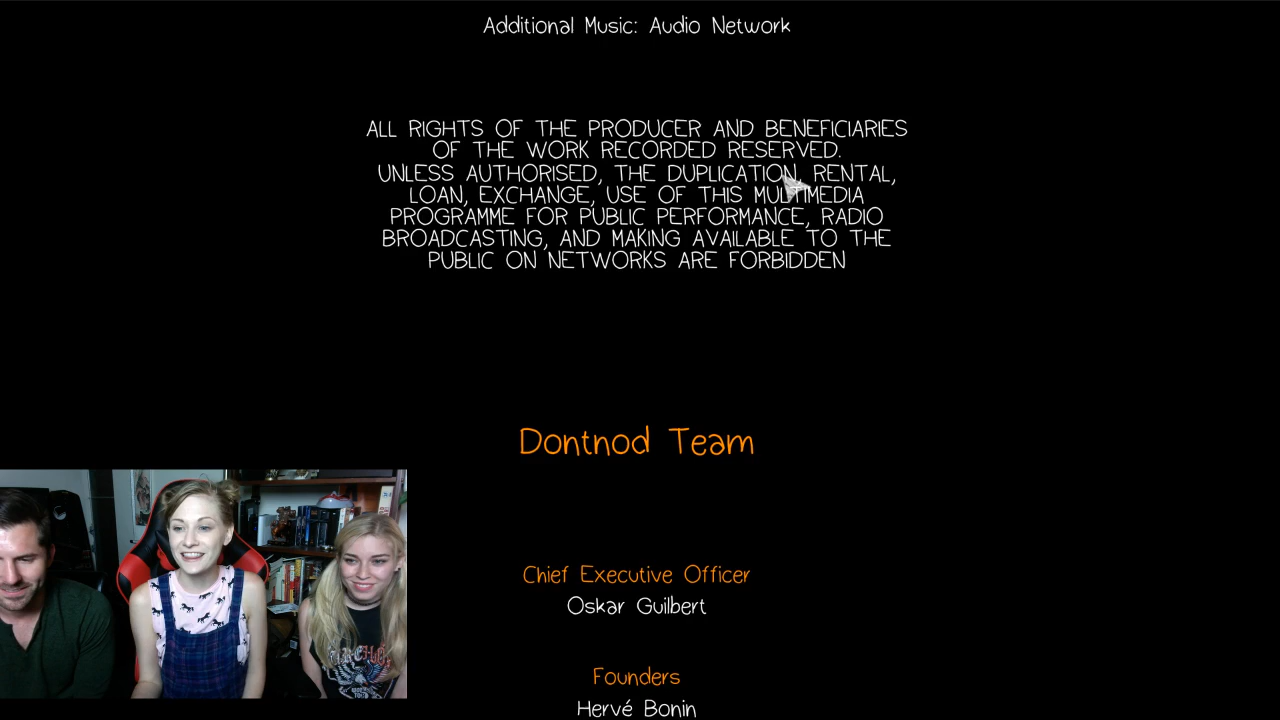 Additional Music: Audio Network
ALL RIGHTS OF THE PRODUCER AND BENEFICIARIES
OF THE WORK RECORDED RESERVED.
UNLESS AUTHORISED, THE DUPLICATION, RENTAL,
LOAN, EXCHANGE, USE OF THIS MULTIMEDIA
PROGRAMME FOR PUBLIC PERFORMANCE, RADIO
BROADCASTING, AND MAKING AVAILABLE TO THE
PUBLIC ON NETWORKS ARE FORBIDDEN
Dontnod Team
Chief Executive Officer
Oskar Guilbert
Founders
Hervé Bonin